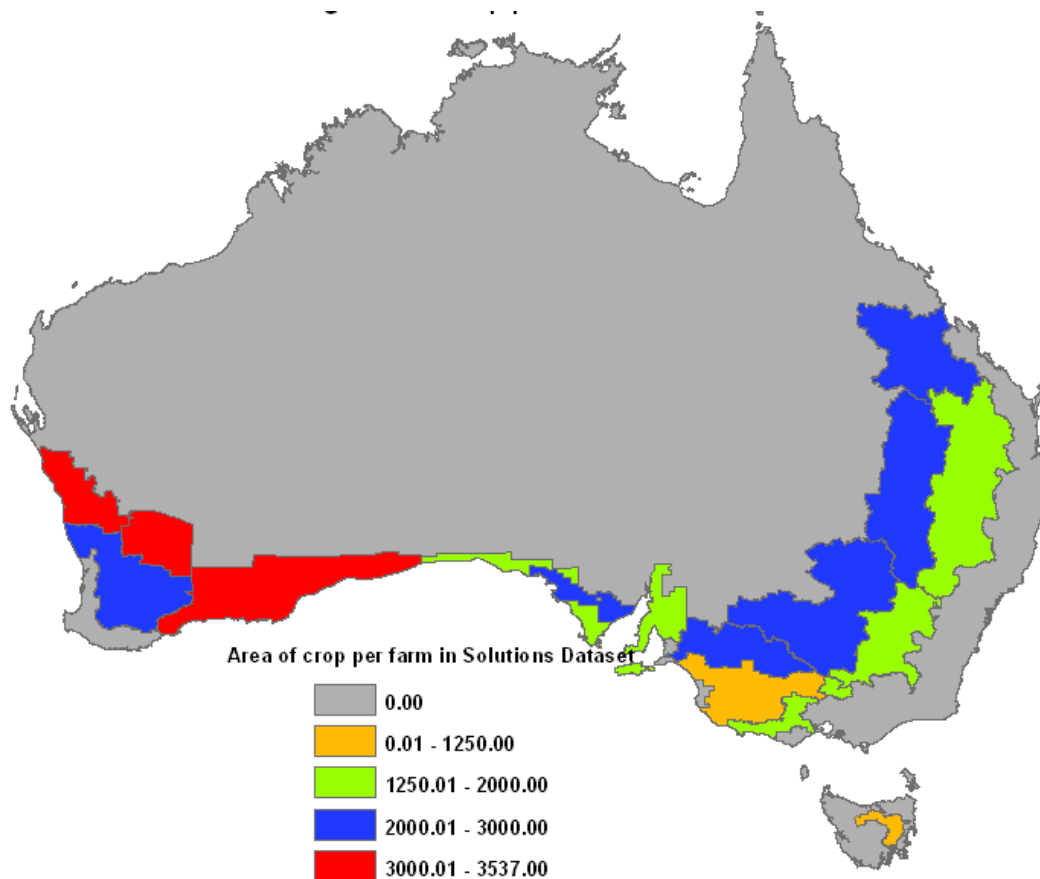 Area of crop per farm in Solutions Dataset
0.00
0.01 - 1250.00
1250.01 - 2000.00
2000.01 - 3000.00
3000.01 - 3537.00